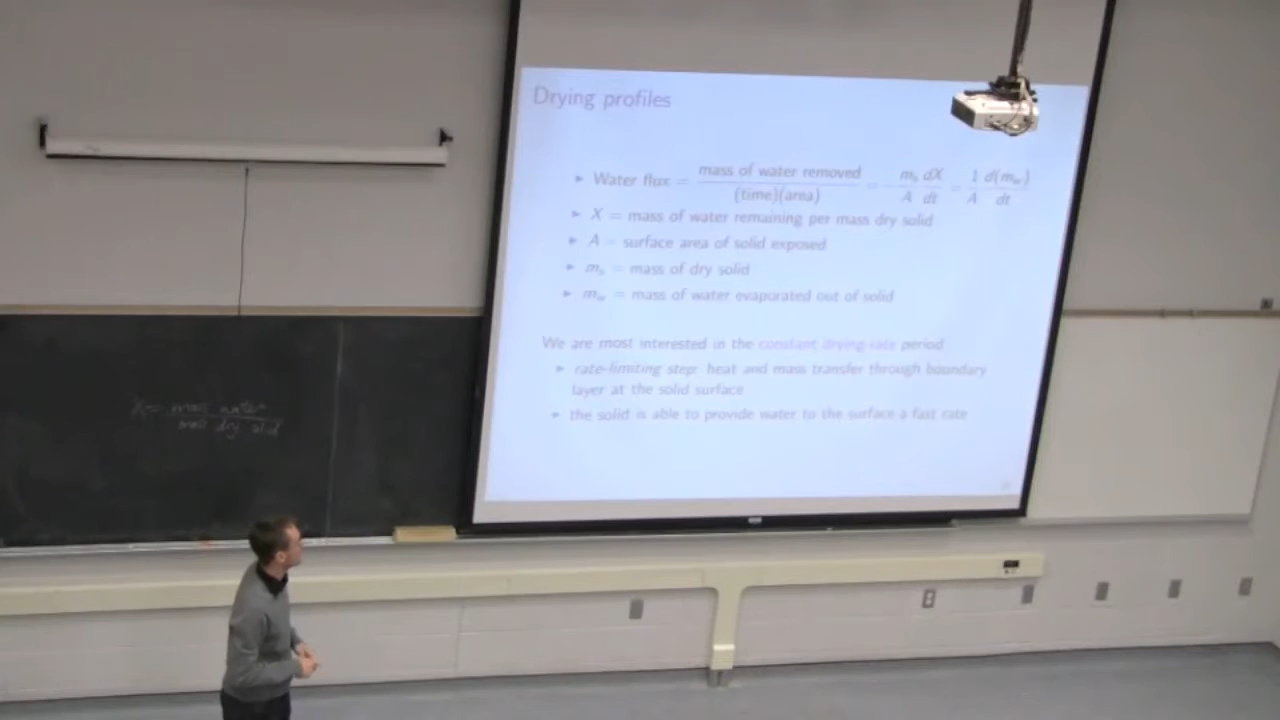 Drying profiles
► Water flux = mass of water removed / (time)(area) = − m_s/A dX/dt = 1/A d(m_w)/dt
► X = mass of water remaining per mass dry solid
► A = surface area of solid exposed
► m_s = mass of dry solid
► m_w = mass of water evaporated out of solid
We are most interested in the constant drying-rate period
► rate-limiting step: heat and mass transfer through boundary
layer at the solid surface
► the solid is able to provide water to the surface a fast rate
mass water
mass dry solid